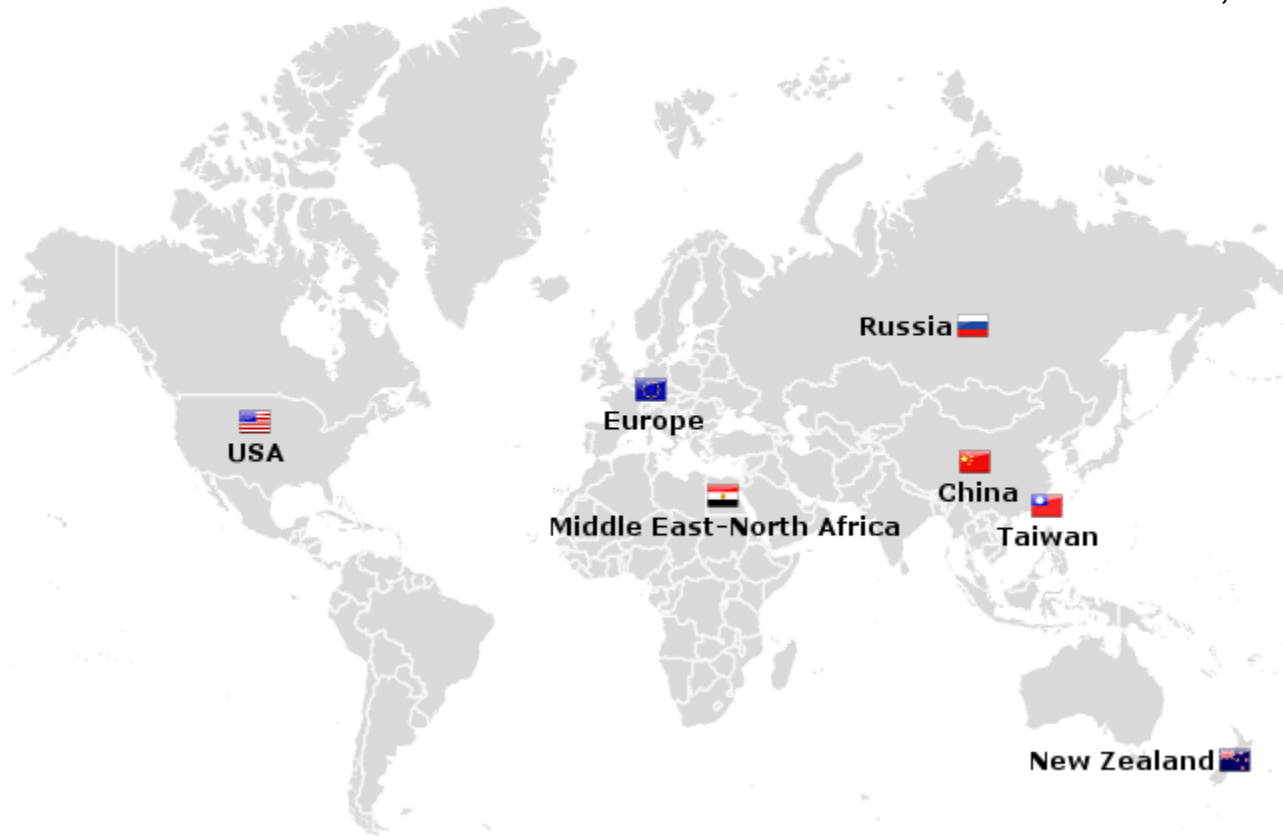 Russia
Europe
USA
China
Middle East-North Africa
Taiwan
New Zealand